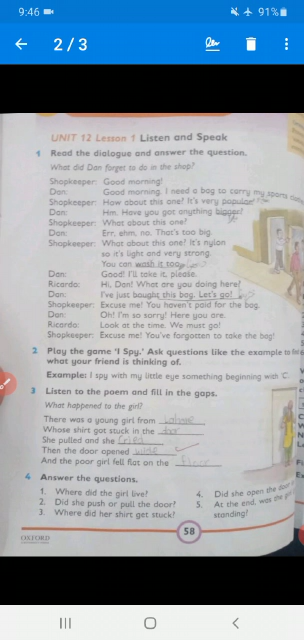 9:46
91%
2 / 3
UNIT 12 Lesson 1 Listen and Speak
1 Read the dialogue and answer the question.
What did Dan forget to do in the shop?
Shopkeeper: Good morning!
Dan: Good morning. I need a bag to carry my sports
Shopkeeper: How about this one? It's very popular!
Dan: Hm. Have you got anything bigger?
Shopkeeper: What about this one?
Dan: Err, ehm, no. That's too big.
Shopkeeper: What about this one? It's nylon
so it's light and very strong.
You can wash it too.
Dan: Good! I'll take it, please.
Ricardo: Hi, Dan! What are you doing here?
Dan: I've just bought this bag. Let's go!
Shopkeeper: Excuse me! You haven't paid for the bag.
Dan: Oh! I'm so sorry! Here you are.
Ricardo: Look at the time. We must go!
Shopkeeper: Excuse me! You've forgotten to take the bag!
2 Play the game 'I Spy.' Ask questions like the example to
what your friend is thinking of.
Example: I spy with my little eye something beginning with 'C'.
3 Listen to the poem and fill in the gaps.
What happened to the girl?
There was a young girl from
Whose shirt got stuck in the door
She pulled and she cried
Then the door opened wide
And the poor girl fell flat on the floor
4 Answer the questions.
1. Where did the girl live?
2. Did she push or pull the door?
3. Where did her shirt get stuck?
4. Did she open the door
5. At the end, was the girl
standing?
58
OXFORD